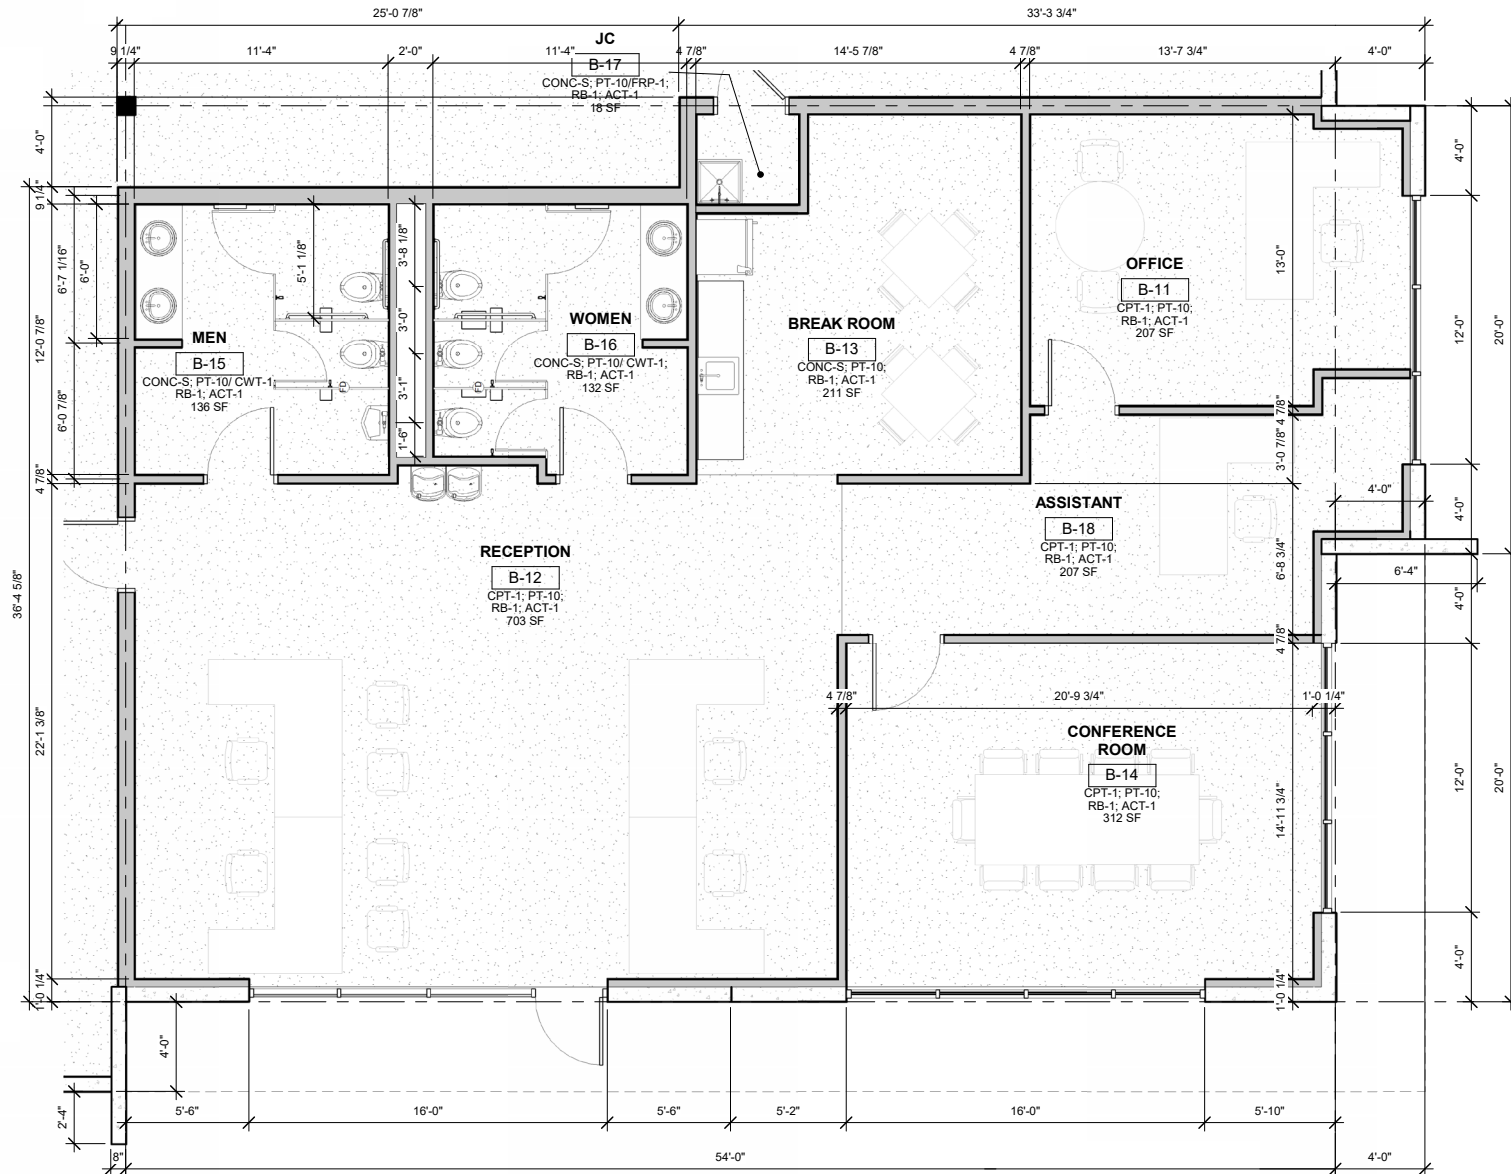 25'-0 7/8"
33'-3 3/4"
9 1/4"
11'-4"
2'-0"
11'-4"
4 7/8"
14'-5 7/8"
4 7/8"
13'-7 3/4"
4'-0"
JC
B-17
CONC-S; PT-10/FRP-1;
RB-1; ACT-1
18 SF
4'-0"
9 1/4"
6'-7 1/16"
6'-0"
12'-0 7/8"
6'-0 7/8"
4 7/8"
36'-4 5/8"
22'-1 3/8"
1'-0 1/4"
5'-1 1/8"
3'-8 1/8"
3'-0"
3'-1"
1'-6"
MEN
B-15
CONC-S; PT-10/ CWT-1;
RB-1; ACT-1
136 SF
FD
WOMEN
B-16
CONC-S; PT-10/ CWT-1;
RB-1; ACT-1
132 SF
FD
BREAK ROOM
B-13
CONC-S; PT-10;
RB-1; ACT-1
211 SF
OFFICE
B-11
CPT-1; PT-10;
RB-1; ACT-1
207 SF
13'-0"
4 7/8"
3'-0 7/8"
6'-8 3/4"
4 7/8"
14'-11 3/4"
1'-0 1/4"
4'-0"
12'-0"
20'-0"
4'-0"
4'-0"
6'-4"
4'-0"
12'-0"
20'-0"
4'-0"
ASSISTANT
B-18
CPT-1; PT-10;
RB-1; ACT-1
207 SF
RECEPTION
B-12
CPT-1; PT-10;
RB-1; ACT-1
703 SF
4 7/8"
20'-9 3/4"
1'-0 1/4"
CONFERENCE
ROOM
B-14
CPT-1; PT-10;
RB-1; ACT-1
312 SF
4'-0"
2'-4"
5'-6"
16'-0"
5'-6"
5'-2"
16'-0"
5'-10"
8"
54'-0"
4'-0"